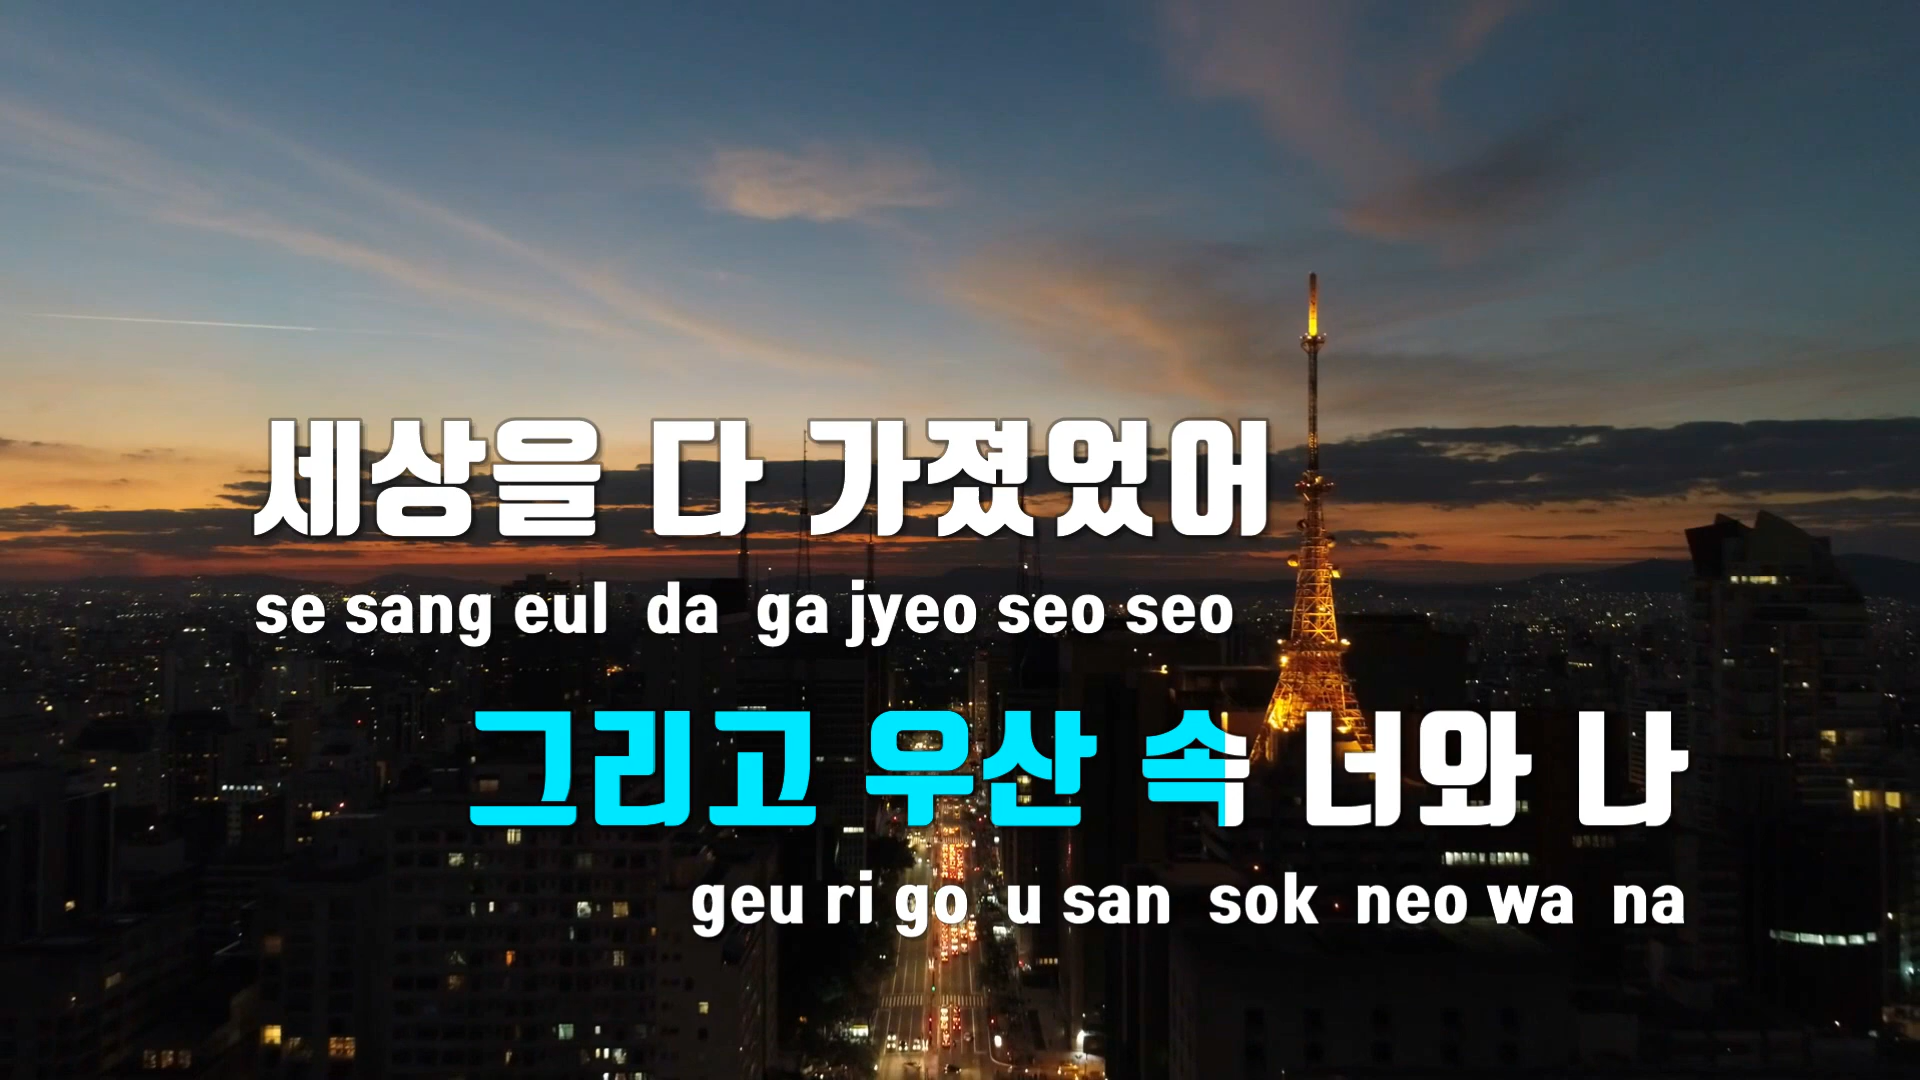 세상을 다 가졌었어
se sang eul da ga jyeo seo seo
그리고 우산 속 너와 나
geu ri go u san sok neo wa na